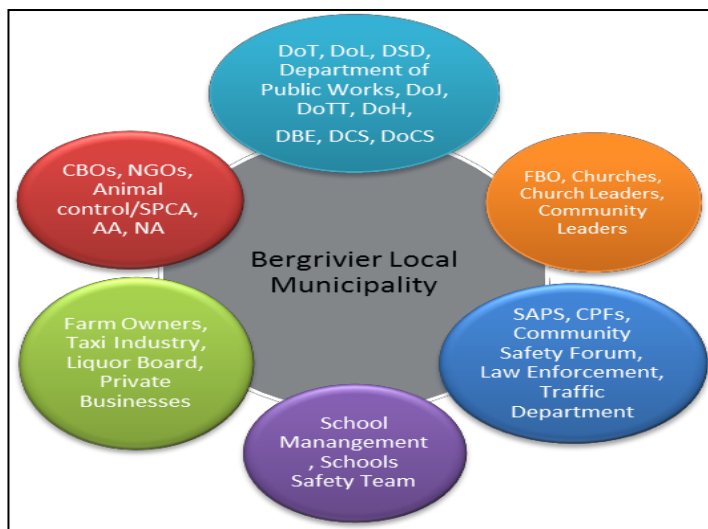 DoT, DoL, DSD,
Department of
Public Works, DoJ,
DoTT, DoH,
DBE, DCS, DoCS
CBOs, NGOs,
Animal
control/SPCA,
AA, NA
FBO, Churches,
Church Leaders,
Community
Leaders
Bergrivier Local
Municipality
Farm Owners,
Taxi Industry,
Liquor Board,
Private
Businesses
SAPS, CPFs,
Community
Safety Forum,
Law Enforcement,
Traffic
Department
School
Manangement
, Schools
Safety Team